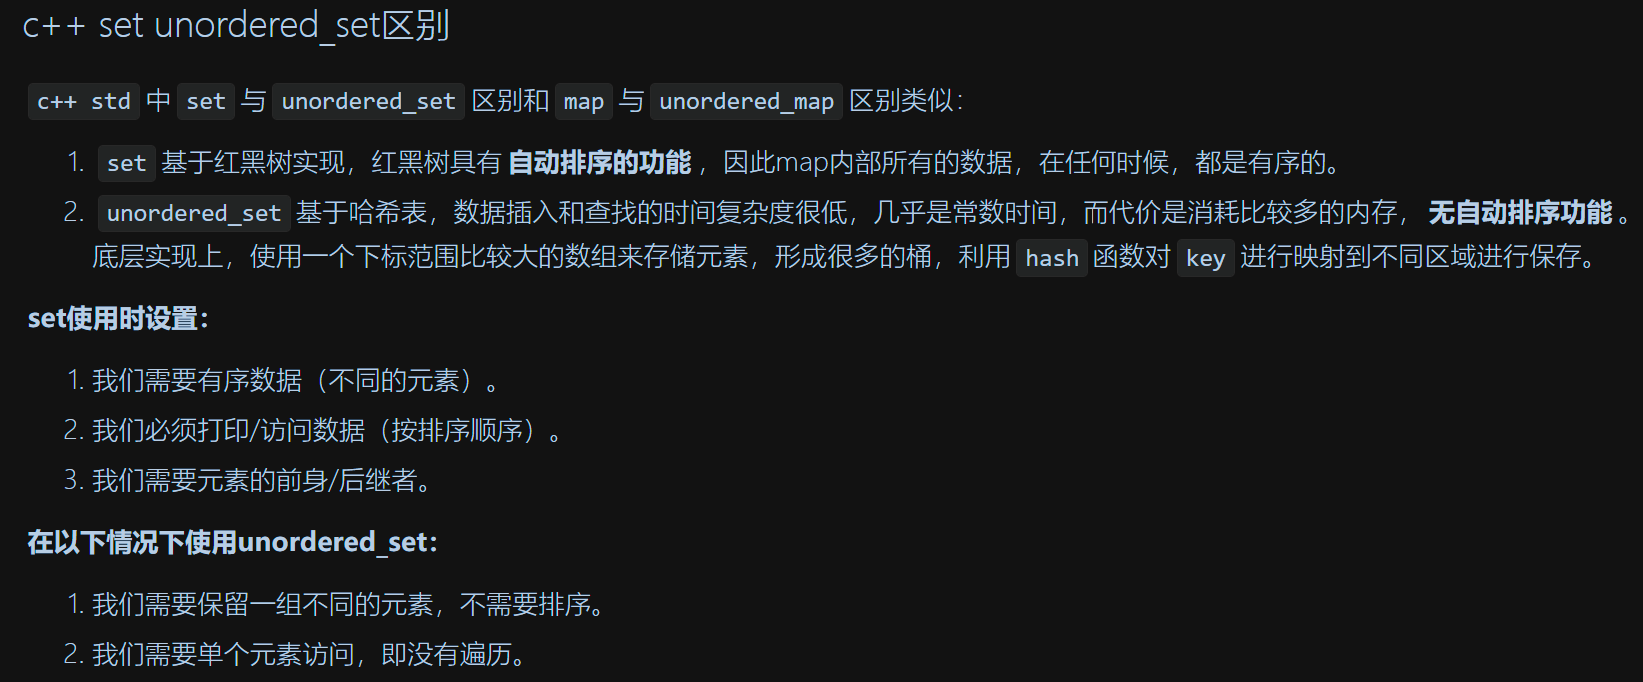 c++ set unordered_set区别
c++ std 中 set 与 unordered_set 区别和 map 与 unordered_map 区别类似：
1. set 基于红黑树实现，红黑树具有 自动排序的功能 ，因此map内部所有的数据，在任何时候，都是有序的。
2. unordered_set 基于哈希表，数据插入和查找的时间复杂度很低，几乎是常数时间，而代价是消耗比较多的内存， 无自动排序功能 。
底层实现上，使用一个下标范围比较大的数组来存储元素，形成很多的桶，利用 hash 函数对 key 进行映射到不同区域进行保存。
set使用时设置：
1. 我们需要有序数据（不同的元素）。
2. 我们必须打印/访问数据（按排序顺序）。
3. 我们需要元素的前身/后继者。
在以下情况下使用unordered_set：
1. 我们需要保留一组不同的元素，不需要排序。
2. 我们需要单个元素访问，即没有遍历。